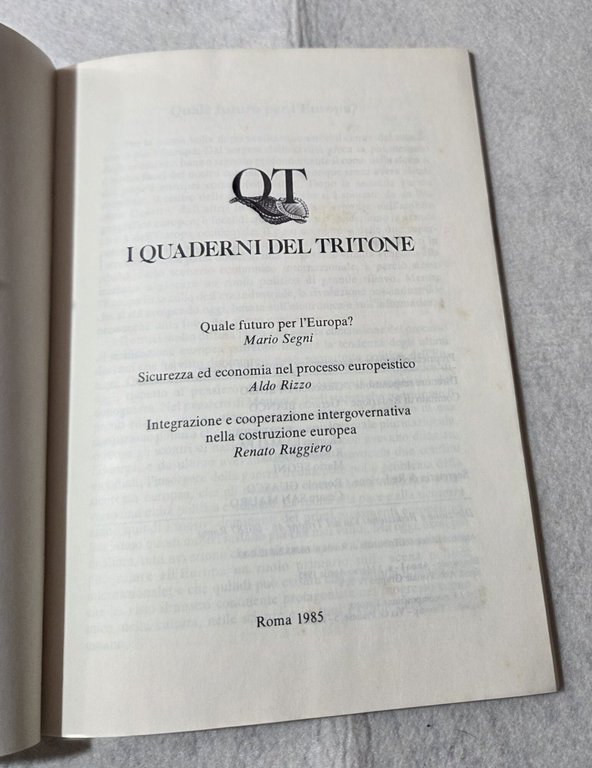 QT
I QUADERNI DEL TRITONE
Quale futuro per l'Europa?
Mario Segni
Sicurezza ed economia nel processo europeistico
Aldo Rizzo
Integrazione e cooperazione intergovernativa
nella costruzione europea
Renato Ruggiero
Roma 1985